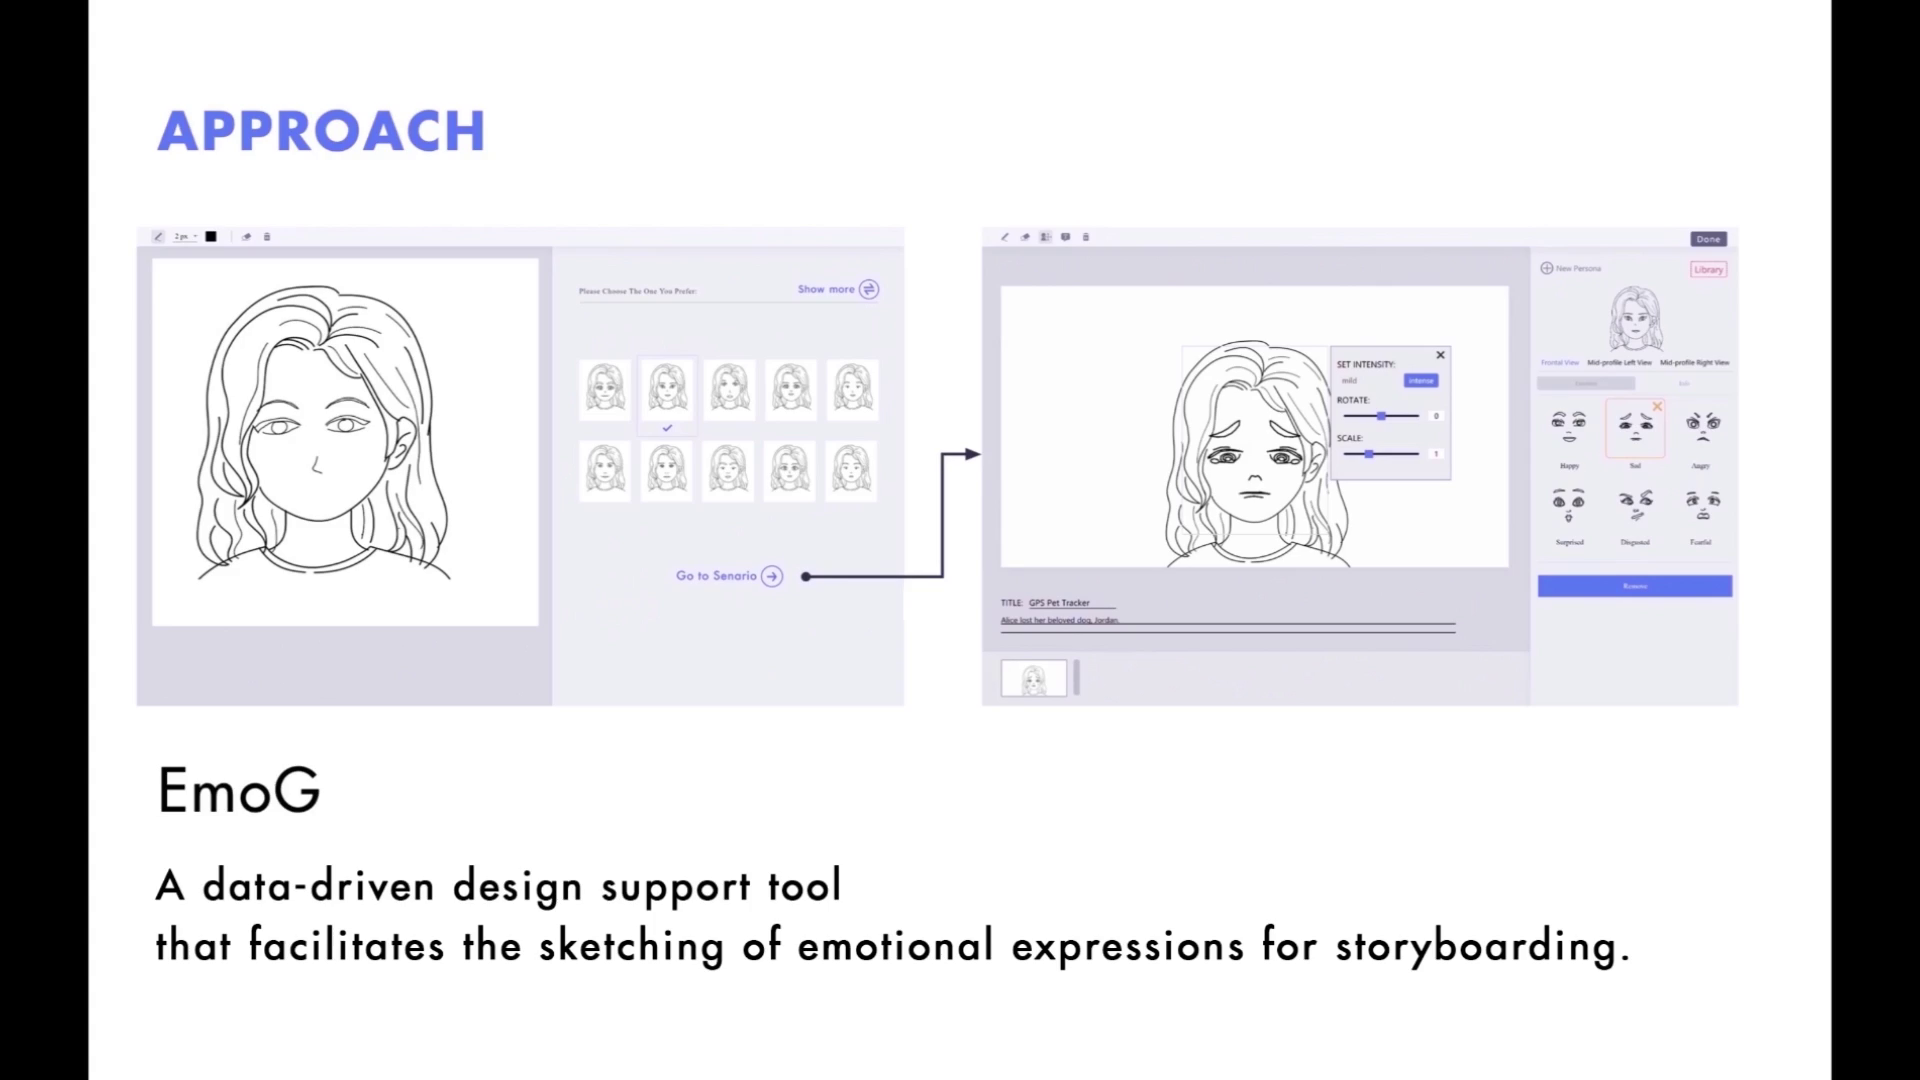 APPROACH
2 px
Please Choose The One You Prefer:
Show more
Go to Senario
Done
New Persona
Library
Frontal View Mid-profile Left View Mid-profile Right View
SET INTENSITY:
mild intense
ROTATE:
0
SCALE:
1
Happy Sad Angry
Surprised Disgusted Fearful
TITLE: GPS Pet Tracker
Alice lost her beloved dog, Jordan.
EmoG
A data-driven design support tool
that facilitates the sketching of emotional expressions for storyboarding.